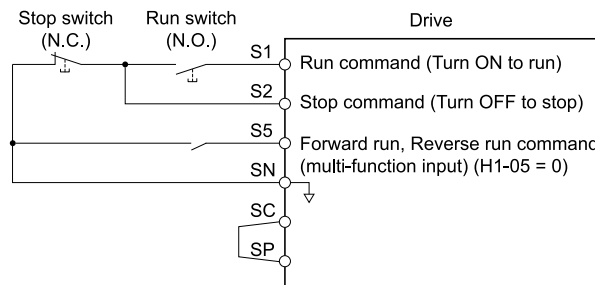 Stop switch
(N.C.)
Run switch
(N.O.)
Drive
S1
Run command (Turn ON to run)
S2
Stop command (Turn OFF to stop)
S5
Forward run, Reverse run command
(multi-function input) (H1-05 = 0)
SN
SC
SP